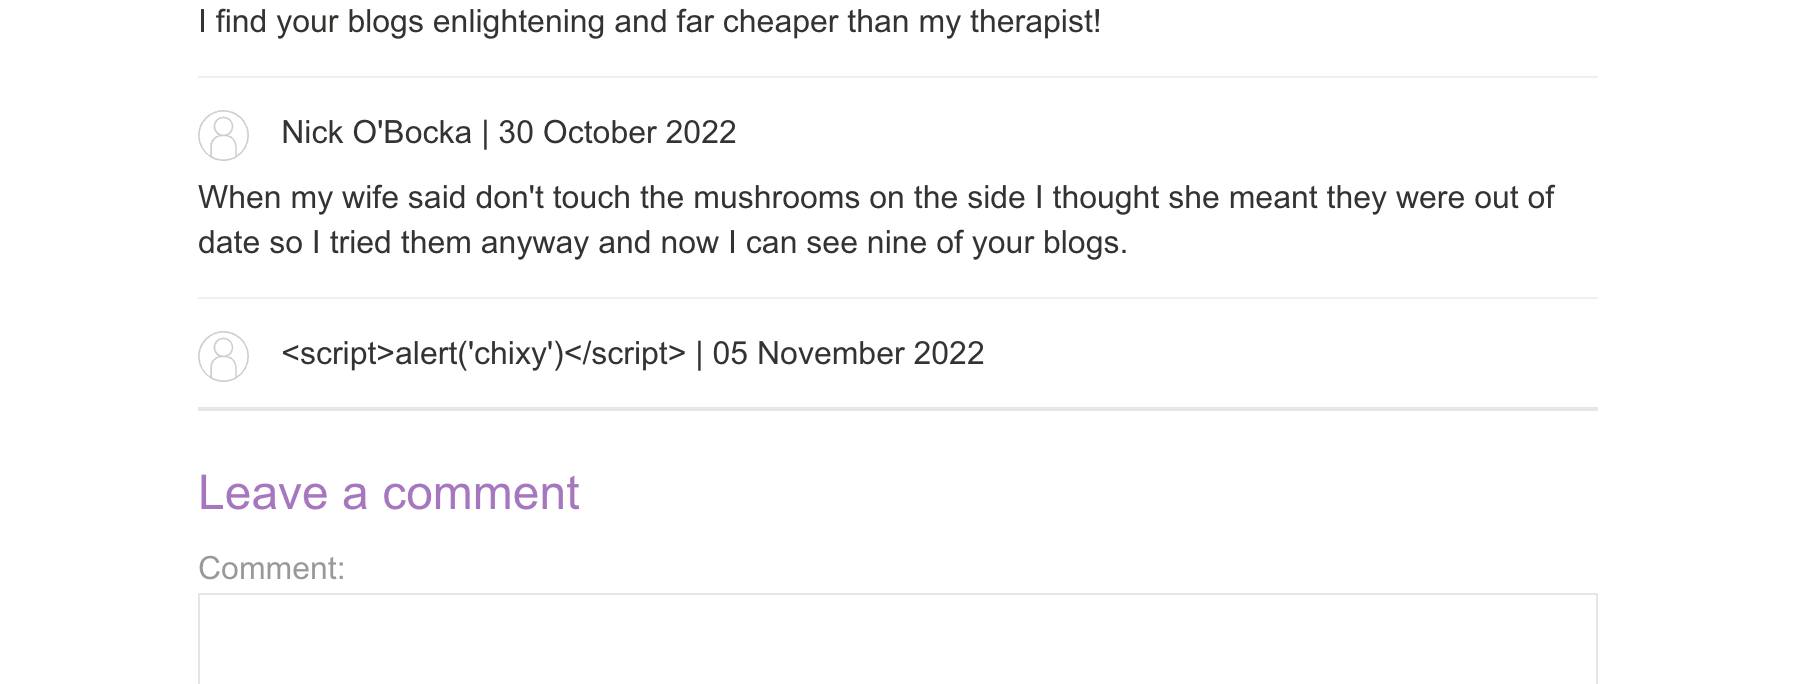 I find your blogs enlightening and far cheaper than my therapist!
Nick O'Bocka | 30 October 2022
When my wife said don't touch the mushrooms on the side I thought she meant they were out of
date so I tried them anyway and now I can see nine of your blogs.
<script>alert('chixy')</script> | 05 November 2022
Leave a comment
Comment: